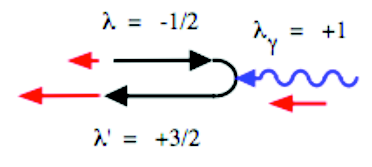 λ = -1/2
λγ = +1
λ' = +3/2